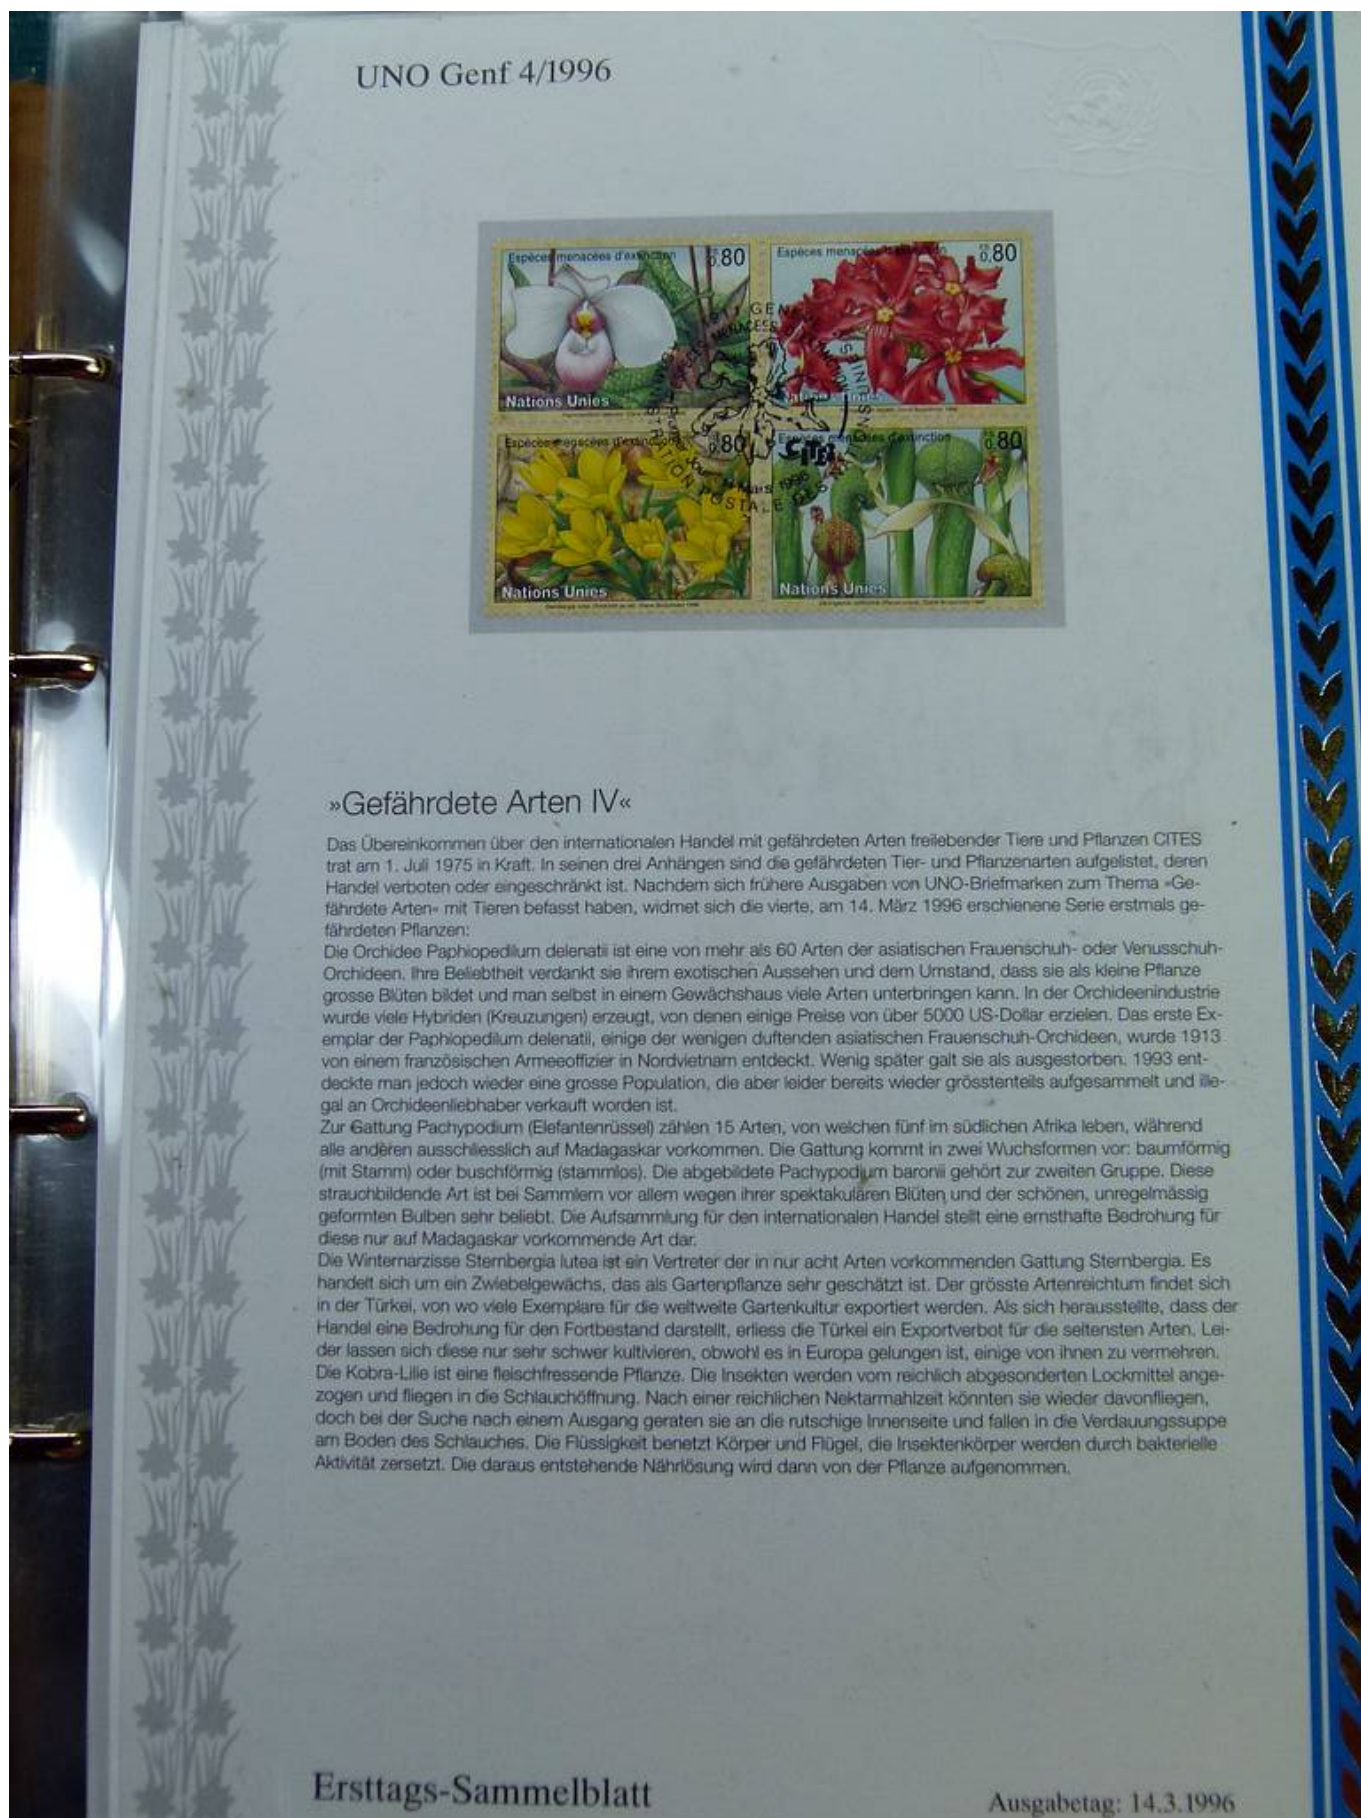 UNO Genf 4/1996
Espèces menacées d'extinction
0,80
Espèces menacées d'extinction
0,80
Nations Unies
Nations Unies
Espèces menacées d'extinction
0,80
Espèces menacées d'extinction
0,80
Nations Unies
Nations Unies
CITES
»Gefährdete Arten IV«
Das Übereinkommen über den internationalen Handel mit gefährdeten Arten freilebender Tiere und Pflanzen CITES
trat am 1. Juli 1975 in Kraft. In seinen drei Anhängen sind die gefährdeten Tier- und Pflanzenarten aufgelistet, deren
Handel verboten oder eingeschränkt ist. Nachdem sich frühere Ausgaben von UNO-Briefmarken zum Thema »Ge-
fährdete Arten« mit Tieren befasst haben, widmet sich die vierte, am 14. März 1996 erschienene Serie erstmals ge-
fährdeten Pflanzen:
Die Orchidee Paphiopedilum delenatii ist eine von mehr als 60 Arten der asiatischen Frauenschuh- oder Venusschuh-
Orchideen. Ihre Beliebtheit verdankt sie ihrem exotischen Aussehen und dem Umstand, dass sie als kleine Pflanze
grosse Blüten bildet und man selbst in einem Gewächshaus viele Arten unterbringen kann. In der Orchideenindustrie
wurde viele Hybriden (Kreuzungen) erzeugt, von denen einige Preise von über 5000 US-Dollar erzielen. Das erste Ex-
emplar der Paphiopedilum delenatii, einige der wenigen duftenden asiatischen Frauenschuh-Orchideen, wurde 1913
von einem französischen Armeeoffizier in Nordvietnam entdeckt. Wenig später galt sie als ausgestorben. 1993 ent-
deckte man jedoch wieder eine grosse Population, die aber leider bereits wieder grösstenteils aufgesammelt und ille-
gal an Orchideenliebhaber verkauft worden ist.
Zur Gattung Pachypodium (Elefantenrüssel) zählen 15 Arten, von welchen fünf im südlichen Afrika leben, während
alle anderen ausschliesslich auf Madagaskar vorkommen. Die Gattung kommt in zwei Wuchsformen vor: baumförmig
(mit Stamm) oder buschförmig (stammlos). Die abgebildete Pachypodium baronii gehört zur zweiten Gruppe. Diese
strauchbildende Art ist bei Sammlern vor allem wegen ihrer spektakulären Blüten und der schönen, unregelmässig
geformten Bulben sehr beliebt. Die Aufsammlung für den internationalen Handel stellt eine ernsthafte Bedrohung für
diese nur auf Madagaskar vorkommende Art dar.
Die Winternarzisse Sternbergia lutea ist ein Vertreter der in nur acht Arten vorkommenden Gattung Sternbergia. Es
handelt sich um ein Zwiebelgewächs, das als Gartenpflanze sehr geschätzt ist. Der grösste Artenreichtum findet sich
in der Türkei, von wo viele Exemplare für die weltweite Gartenkultur exportiert werden. Als sich herausstellte, dass der
Handel eine Bedrohung für den Fortbestand darstellt, erliess die Türkei ein Exportverbot für die seltensten Arten. Lei-
der lassen sich diese nur sehr schwer kultivieren, obwohl es in Europa gelungen ist, einige von ihnen zu vermehren.
Die Kobra-Lilie ist eine fleischfressende Pflanze. Die Insekten werden vom reichlich abgesonderten Lockmittel ange-
zogen und fliegen in die Schlauchöffnung. Nach einer reichlichen Nektarmahlzeit könnten sie wieder davonfliegen,
doch bei der Suche nach einem Ausgang geraten sie an die rutschige Innenseite und fallen in die Verdauungssuppe
am Boden des Schlauches. Die Flüssigkeit benetzt Körper und Flügel, die Insektenkörper werden durch bakterielle
Aktivität zersetzt. Die daraus entstehende Nährlösung wird dann von der Pflanze aufgenommen.
Ersttags-Sammelblatt
Ausgabetag: 14.3.1996